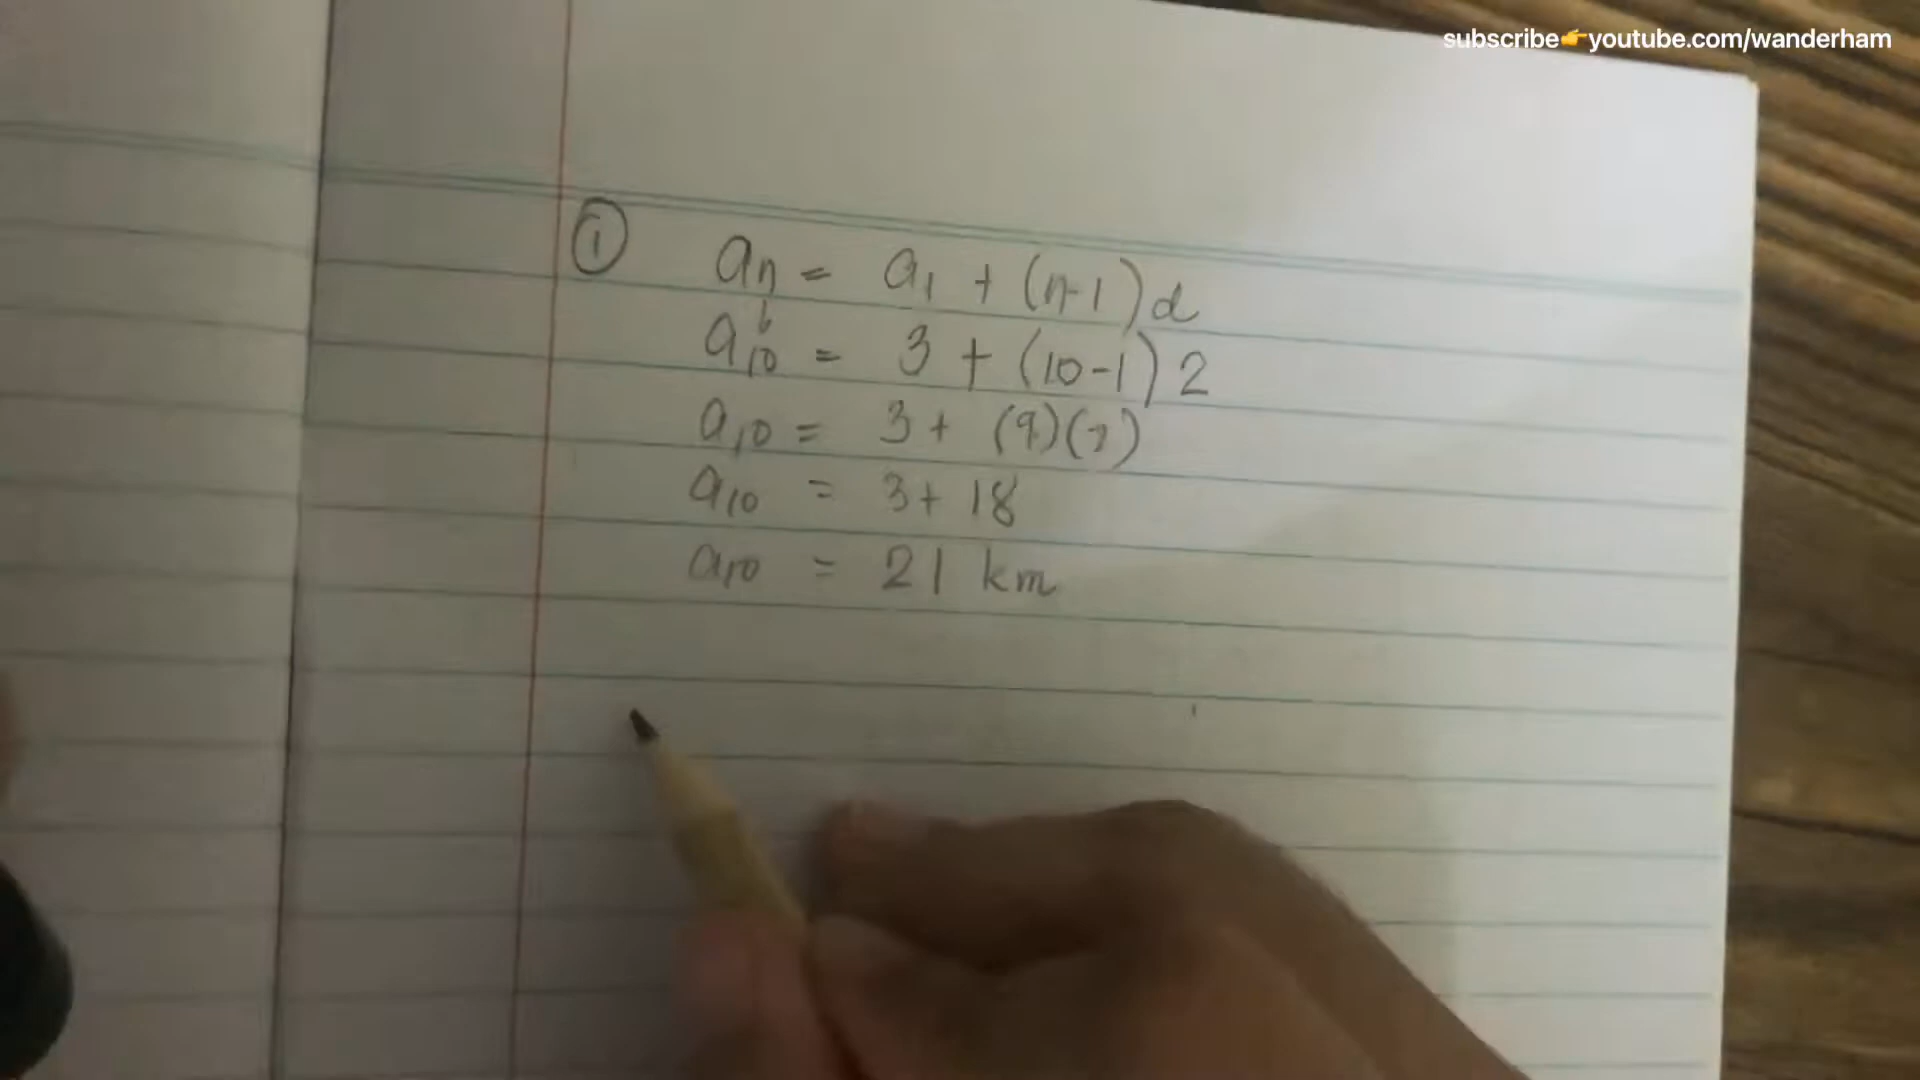 subscribe👉youtube.com/wanderham
① an = a1 + (n-1)d
a10 = 3 + (10-1)2
a10 = 3 + (9)(2)
a10 = 3 + 18
a10 = 21 km